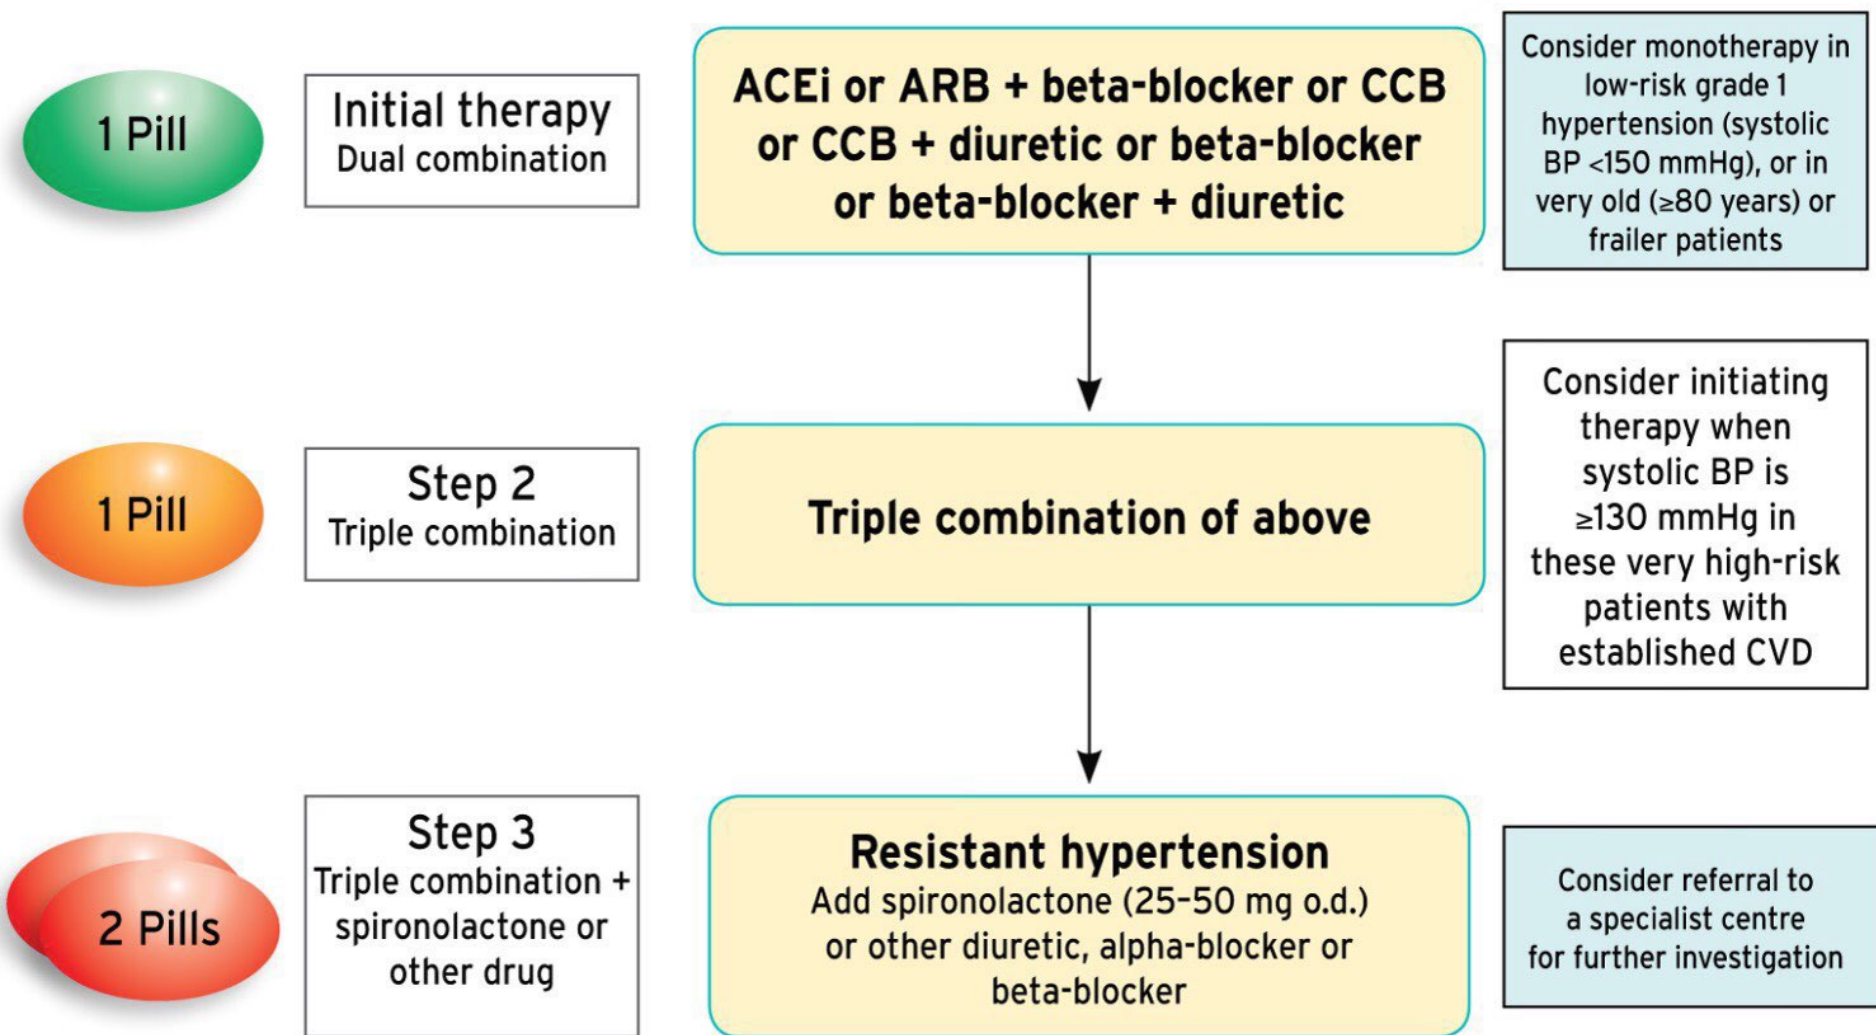 1 Pill
Initial therapy
Dual combination
ACEi or ARB + beta-blocker or CCB
or CCB + diuretic or beta-blocker
or beta-blocker + diuretic
Consider monotherapy in
low-risk grade 1
hypertension (systolic
BP <150 mmHg), or in
very old (≥80 years) or
frailer patients
1 Pill
Step 2
Triple combination
Triple combination of above
Consider initiating
therapy when
systolic BP is
≥130 mmHg in
these very high-risk
patients with
established CVD
2 Pills
Step 3
Triple combination +
spironolactone or
other drug
Resistant hypertension
Add spironolactone (25–50 mg o.d.)
or other diuretic, alpha-blocker or
beta-blocker
Consider referral to
a specialist centre
for further investigation